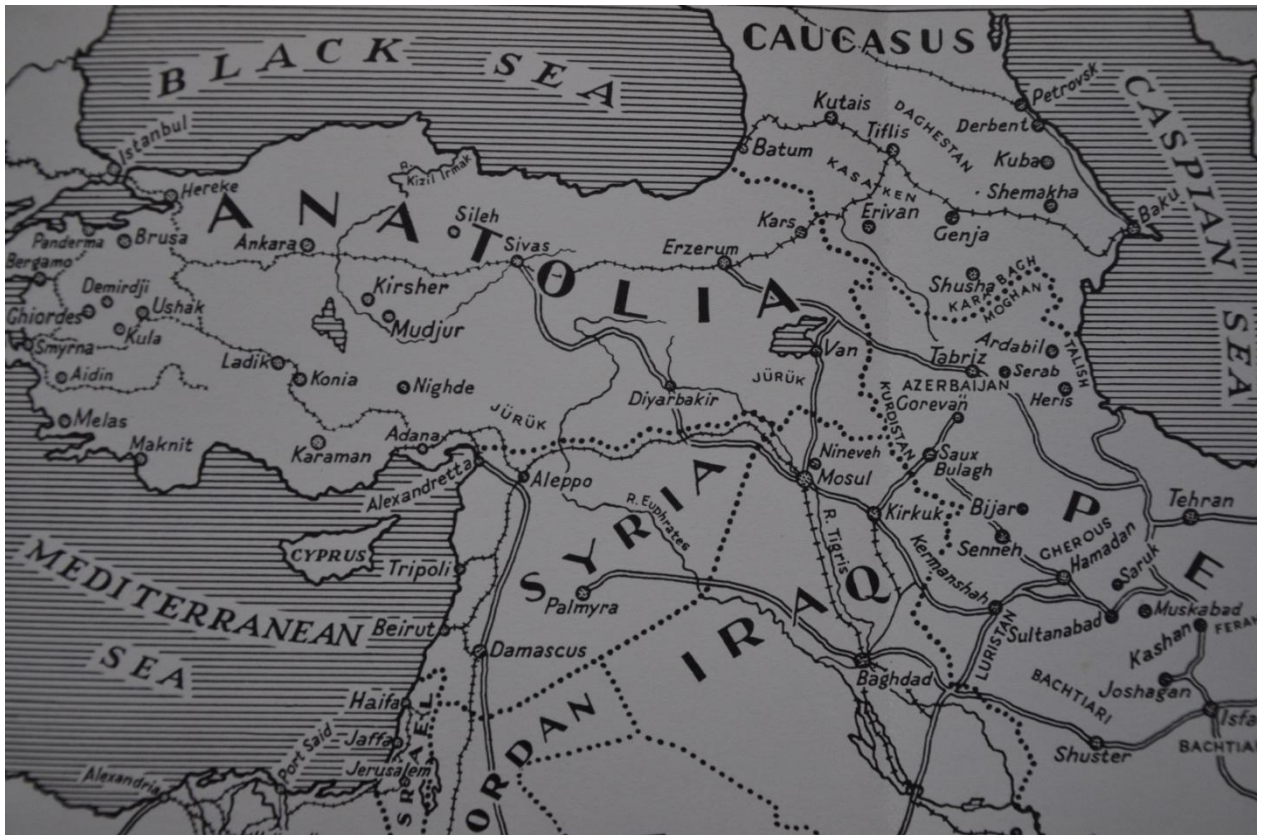 CAUCASUS
BLACK SEA
CASPIAN SEA
Petrovsk
Kutais
DAGHESTAN
Derbent
Istanbul
Tiflis
Batum
Kuba
R. Kizil Irmak
KASAKEN
Hereke
Shemakha
ANATOLIA
Sileh
Kars
Erivan
Genja
Baku
Panderma
Brusa
Ankara
Sivas
Erzerum
Bergamo
Shusha
KARABAGH
MOGHAN
Demirdji
Kirsher
Ghiordes
Ushak
Mudjur
Kula
Smyrna
Van
Tabriz
Ardabil
TALISH
Ladik
Serab
Aidin
Konia
Nighde
JÜRÜK
AZERBAIJAN
Heris
Diyarbakir
KURDISTAN
Gorevan
Melas
JÜRÜK
Maknit
Karaman
Adana
Nineveh
Saux
Bulagh
Alexandretta
Aleppo
Mosul
SYRIA
R. Euphrates
R. Tigris
Kirkuk
Bijar
P E
Tehran
CYPRUS
Senneh
GHEROUS
Hamadan
Tripoli
Kermanshah
Saruk
MEDITERRANEAN
SEA
Palmyra
IRAQ
Beirut
Sultanabad
Muskabad
FERA
Damascus
LURISTAN
Kashan
Baghdad
BACHTIARI
Joshagan
Haifa
Isfa
Jaffa
Port Said
Shuster
BACHTIA
Jerusalem
Alexandria
SRAEL
ORDAN